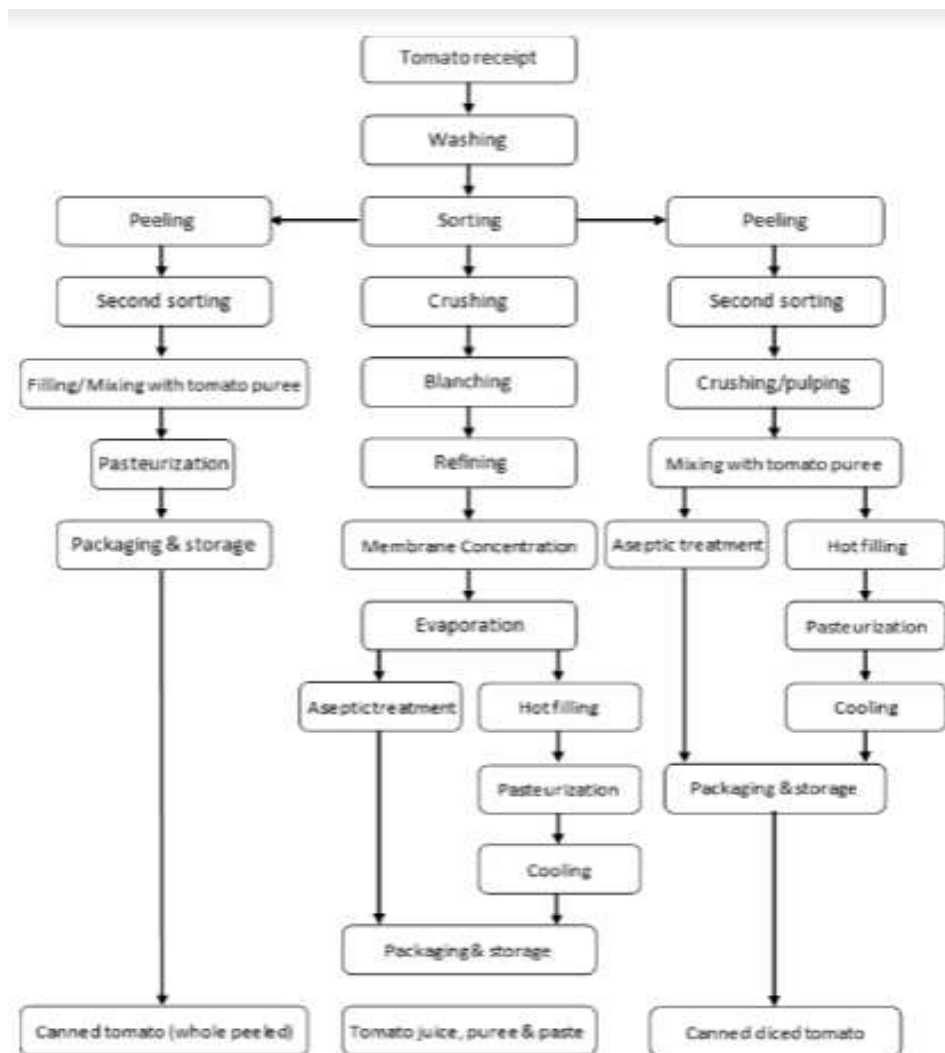 Tomato receipt
Washing
Peeling
Sorting
Peeling
Second sorting
Crushing
Second sorting
Filling/Mixing with tomato puree
Blanching
Crushing/pulping
Pasteurization
Refining
Mixing with tomato puree
Packaging & storage
Membrane Concentration
Aseptic treatment
Hot filling
Evaporation
Pasteurization
Aseptic treatment
Hot filling
Cooling
Pasteurization
Packaging & storage
Cooling
Packaging & storage
Canned tomato (whole peeled)
Tomato juice, puree & paste
Canned diced tomato